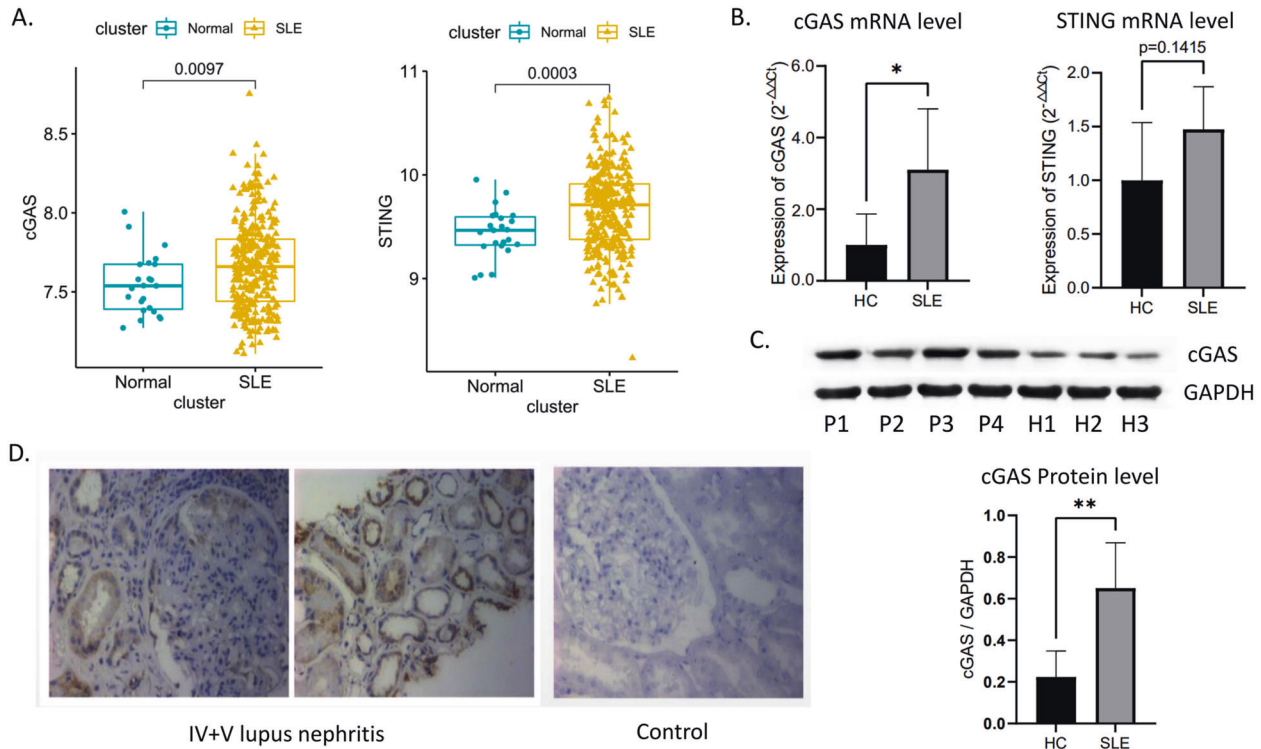 A.
cluster Normal SLE
0.0097
cGAS
8.5
8.0
7.5
Normal SLE
cluster
cluster Normal SLE
0.0003
STING
11
10
9
Normal SLE
cluster
B.
cGAS mRNA level
*
Expression of cGAS (2^-ΔΔCt)
6.0
4.0
2.0
0.0
HC SLE
STING mRNA level
p=0.1415
Expression of STING (2^-ΔΔCt)
2.0
1.5
1.0
0.5
0.0
HC SLE
C.
cGAS
GAPDH
P1 P2 P3 P4 H1 H2 H3
cGAS Protein level
**
cGAS / GAPDH
1.0
0.8
0.6
0.4
0.2
0.0
HC SLE
D.
IV+V lupus nephritis
Control